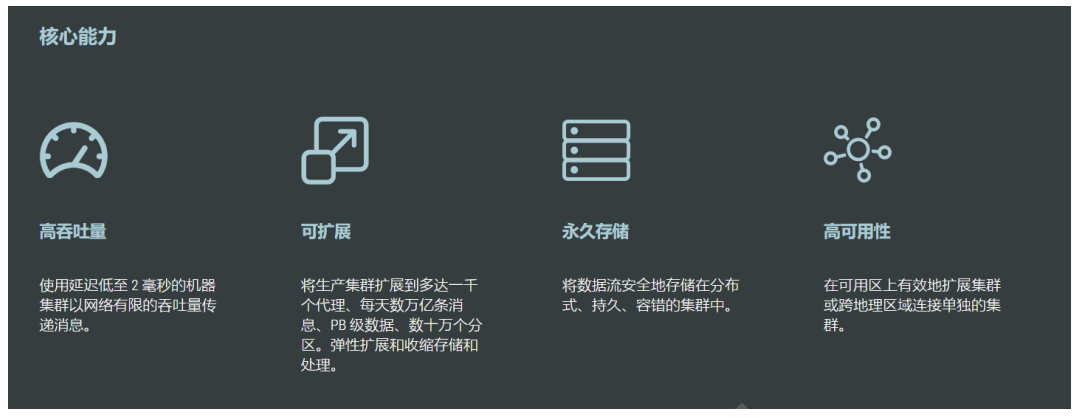 核心能力
高吞吐量
使用延迟低至 2 毫秒的机器
集群以网络有限的吞吐量传
递消息。
可扩展
将生产集群扩展到多达一千
个代理、每天数万亿条消
息、PB 级数据、数十万个分
区。弹性扩展和收缩存储和
处理。
永久存储
将数据流安全地存储在分布
式、持久、容错的集群中。
高可用性
在可用区上有效地扩展集群
或跨地理区域连接单独的集
群。